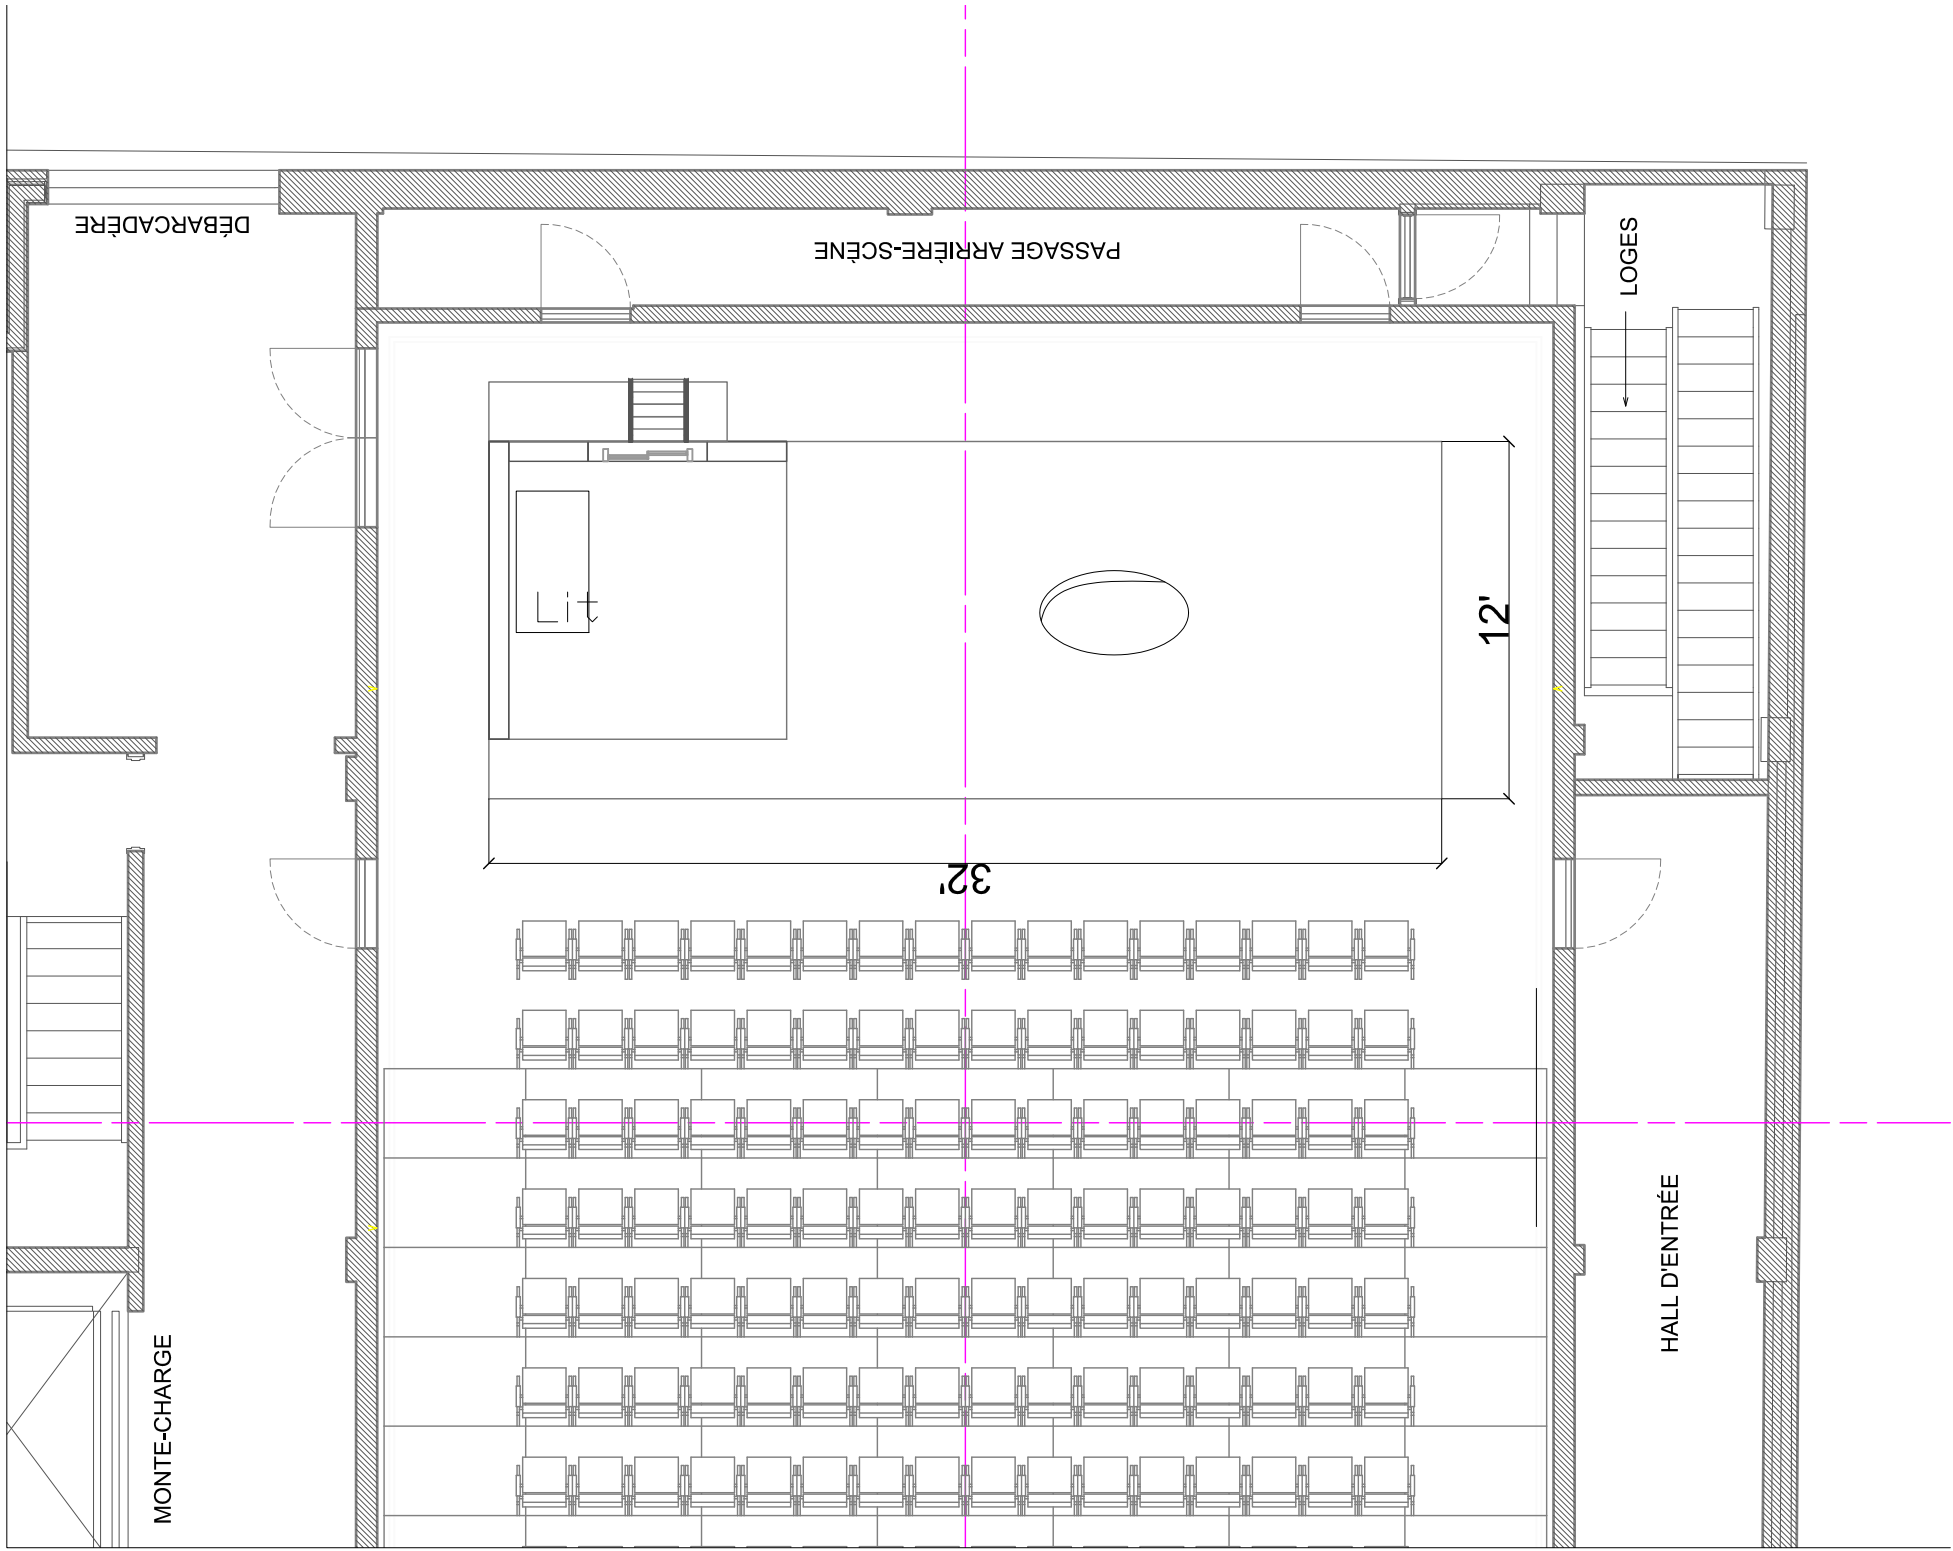 DÉBARCADÈRE
PASSAGE ARRIÈRE-SCÈNE
LOGES
Lit
12'
32'
HALL D'ENTRÉE
MONTE-CHARGE